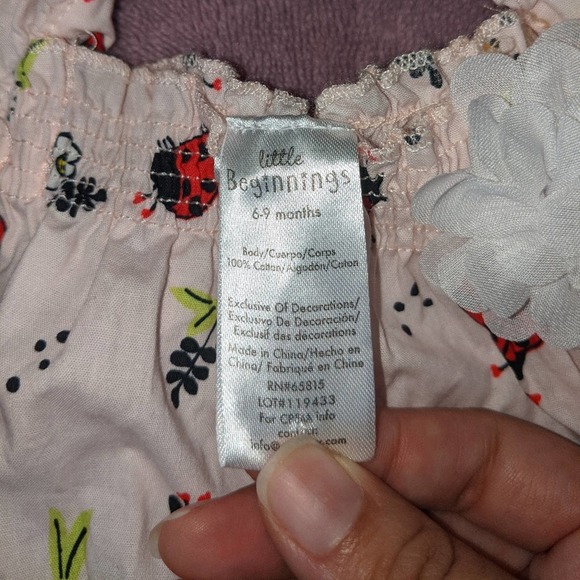 little
Beginnings
6-9 months
Body/Cuerpo/Corps
100% Cotton/Algodón/Coton
Exclusive Of Decorations/
Exclusivo De Decoración/
Exclusif des décorations
Made in China/Hecho en
China/ Fabriqué en Chine
RN#65815
LOT#119433
For CPSIA info
contact: